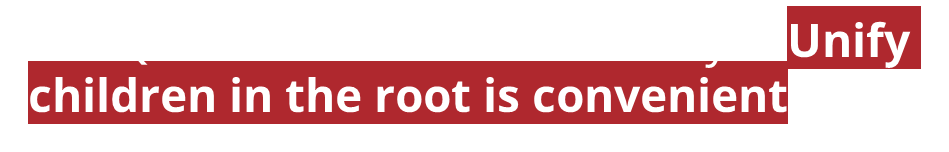 Unify
children in the root is convenient